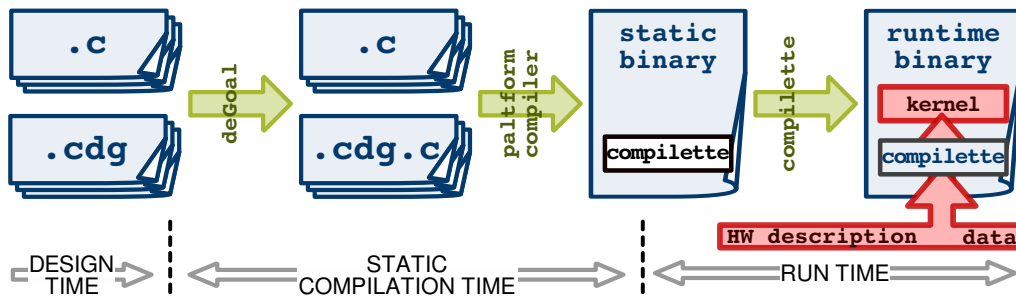 .c
.cdg
deGoal
.c
.cdg.c
paltform
compiler
static
binary
compilette
compilette
runtime
binary
kernel
compilette
HW description data
DESIGN
TIME
STATIC
COMPILATION TIME
RUN TIME